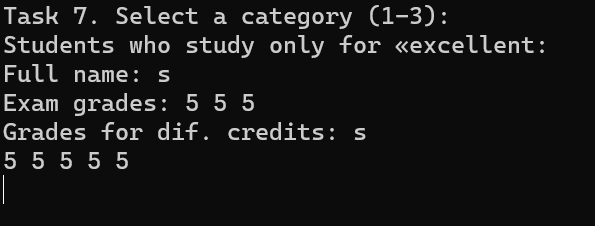 Task 7. Select a category (1-3):
Students who study only for «excellent:
Full name: s
Exam grades: 5 5 5
Grades for dif. credits: s
5 5 5 5 5